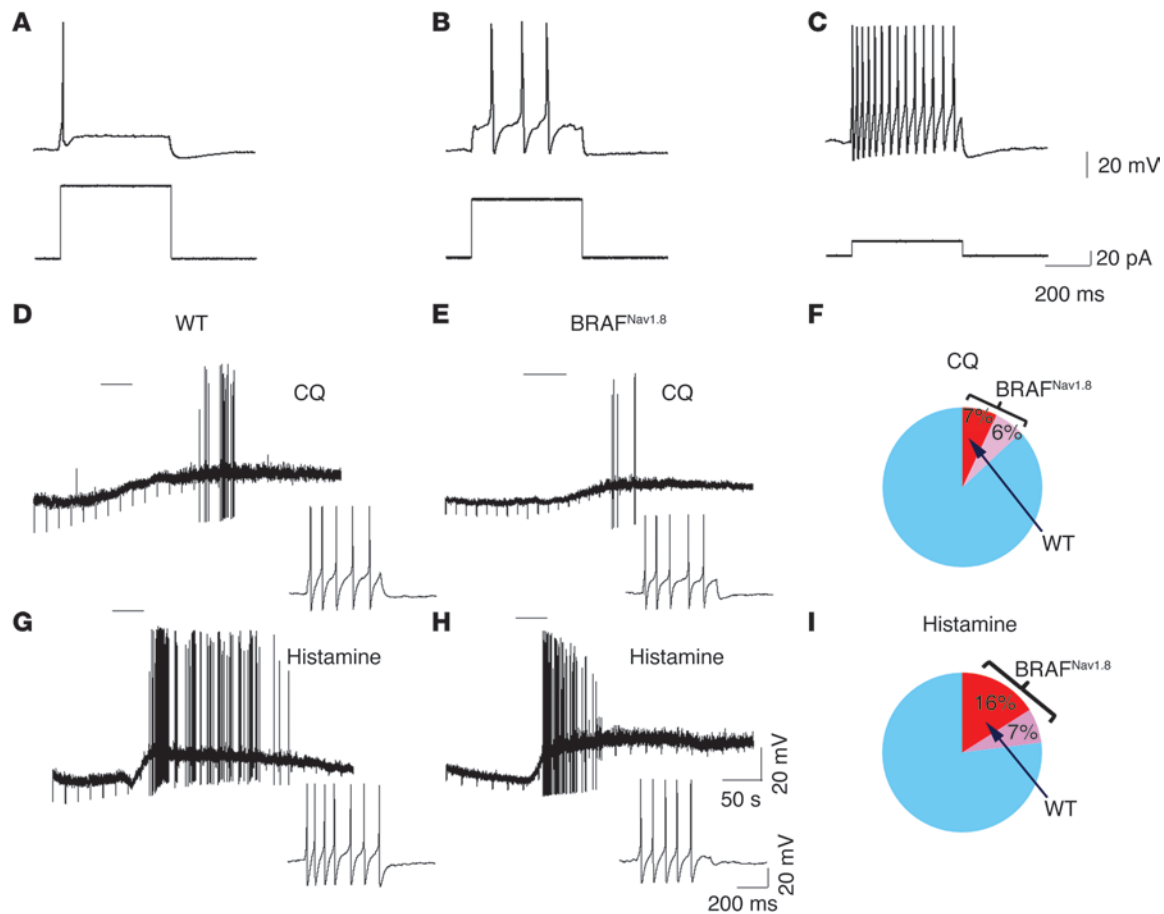 A
B
C
20 mV
20 pA
200 ms
D
WT
E
BRAF^Nav1.8
F
CQ
CQ
CQ
BRAF^Nav1.8
7%
6%
WT
G
Histamine
H
Histamine
20 mV
50 s
20 mV
200 ms
I
Histamine
BRAF^Nav1.8
16%
7%
WT